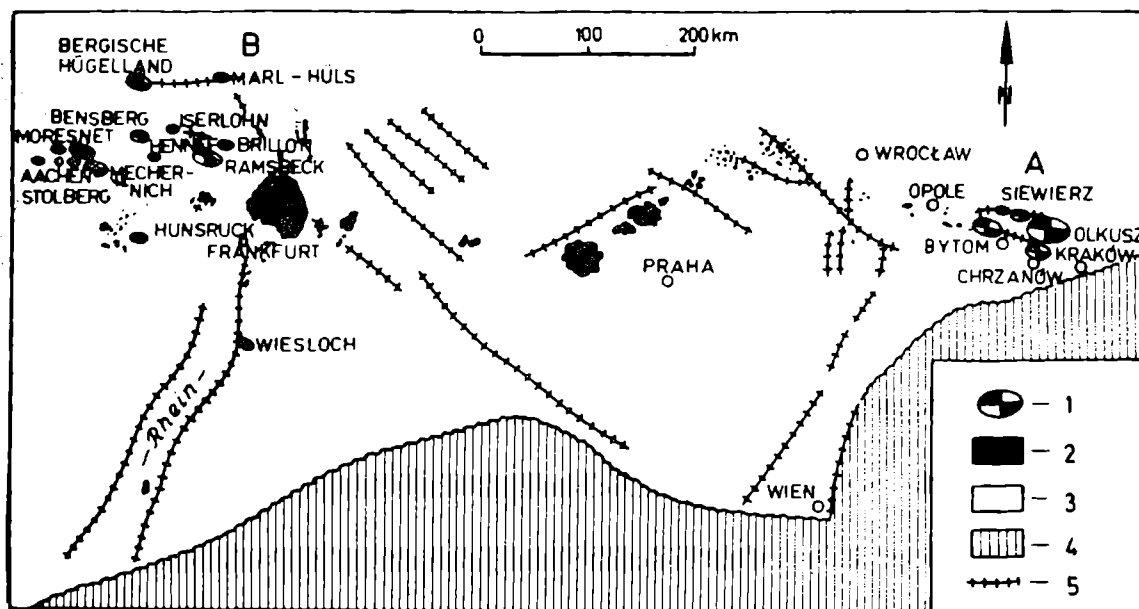 BERGISCHE
HÜGELLAND
B
MARL-HÜLS
0 100 200 km
N
BENSBERG
ISERLOHN
MORESNET
BRILLON
RAMSBECK
AACHEN
MECHER-
NICH
STOLBERG
HUNSRUCK
FRANKFURT
WIESLOCH
-Rhein-
PRAHA
WIEN
WROCŁAW
A
OPOLE
SIEWIERZ
OLKUSZ
BYTOM
KRAKÓW
CHRZANÓW
- 1
- 2
- 3
- 4
- 5